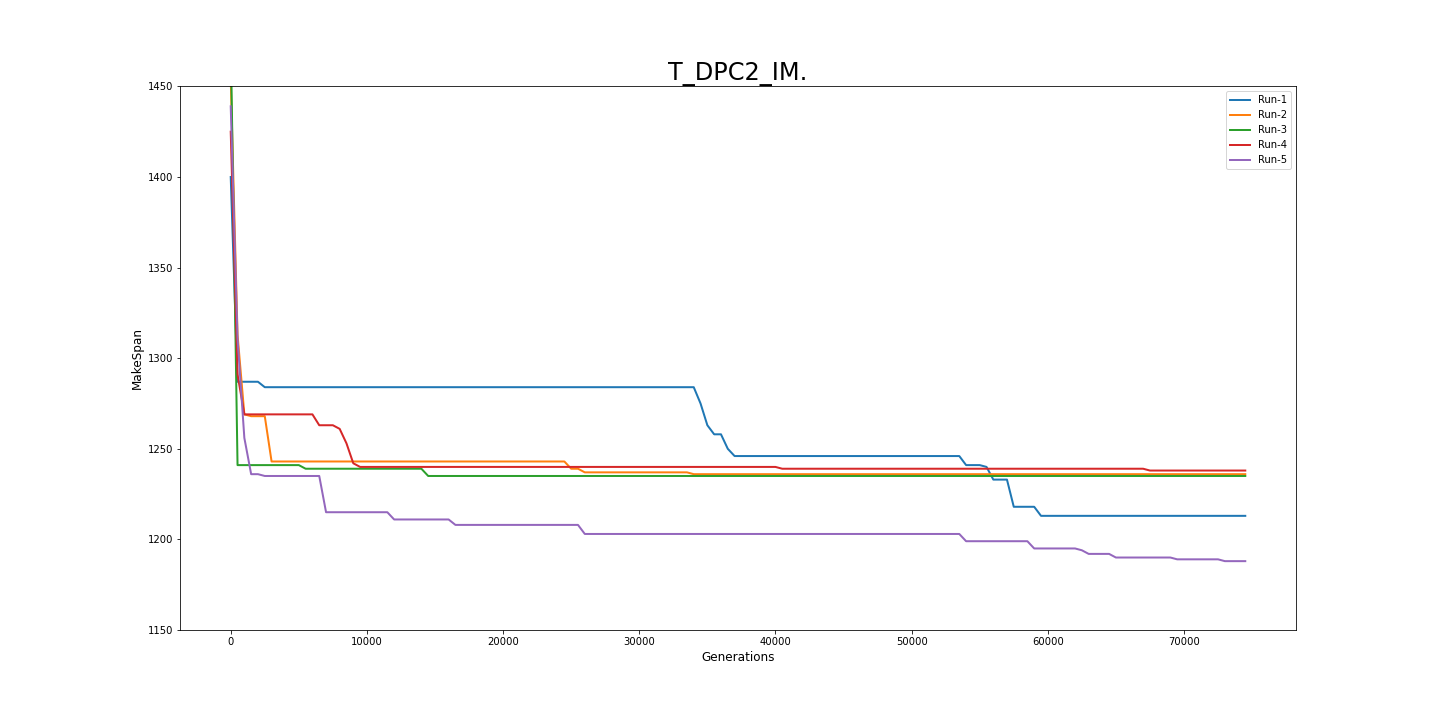 T_DPC2_IM.
1450
1400
1350
1300
1250
1200
1150
MakeSpan
0 10000 20000 30000 40000 50000 60000 70000
Generations
Run-1
Run-2
Run-3
Run-4
Run-5